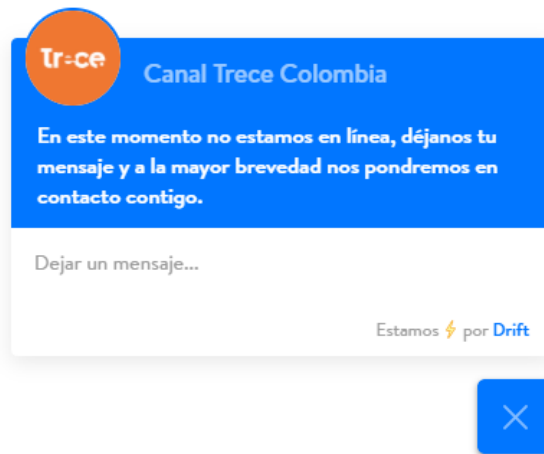 Tr=ce
Canal Trece Colombia
En este momento no estamos en línea, déjanos tu
mensaje y a la mayor brevedad nos pondremos en
contacto contigo.
Dejar un mensaje...
Estamos ⚡ por Drift